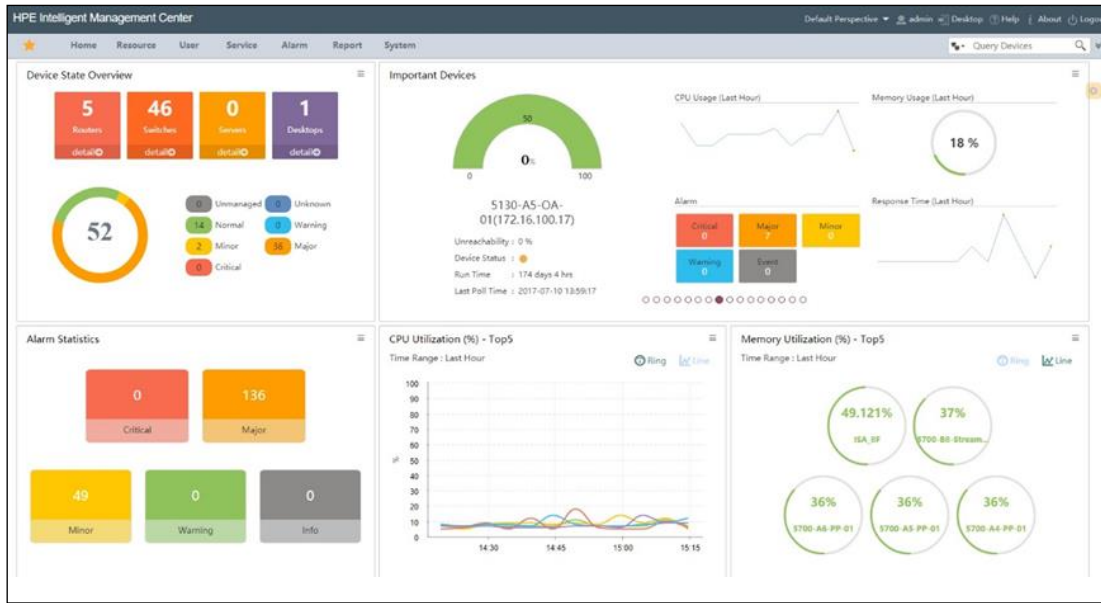 HPE Intelligent Management Center
Default Perspective admin Desktop Help About Logou
Home Resource User Service Alarm Report System
Query Devices
Device State Overview
5 46 0 1
Routers Switches Servers Desktops
detail detail detail detail
52
0 Unmanaged 0 Unknown
14 Normal 0 Warning
2 Minor 36 Major
0 Critical
Important Devices
50
0%
0 100
5130-A5-OA-
01(172.16.100.17)
Unreachability : 0 %
Device Status :
Run Time : 174 days 4 hrs
Last Poll Time : 2017-07-10 13:59:17
CPU Usage (Last Hour)
Memory Usage (Last Hour)
18 %
Alarm
Critical Major Minor
0 7 0
Warning Event
0 0
Response Time (Last Hour)
Alarm Statistics
0 136
Critical Major
49 0 0
Minor Warning Info
CPU Utilization (%) - Top5
Time Range : Last Hour
Ring Line
100
90
80
70
60
% 50
40
30
20
10
0
14:30 14:45 15:00 15:15
Memory Utilization (%) - Top5
Time Range : Last Hour
Ring Line
49.121% 37%
ISA_IIF 5700-B8-Stream...
36% 36% 36%
5700-A6-PP-01 5700-A5-PP-01 5700-A4-PP-01